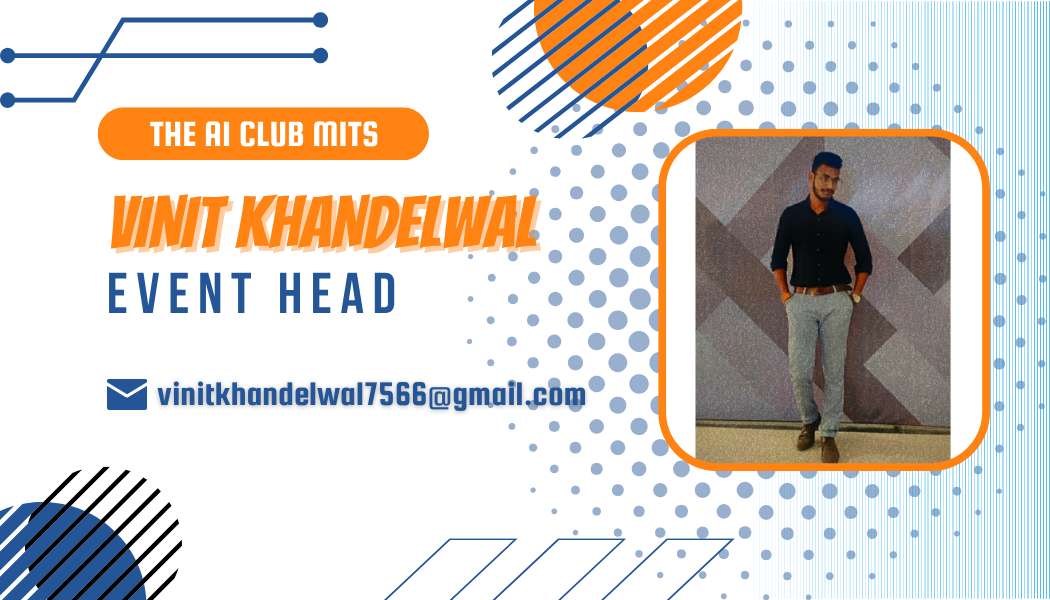 THE AI CLUB MITS
VINIT KHANDELWAL
EVENT HEAD
vinitkhandelwal7566@gmail.com